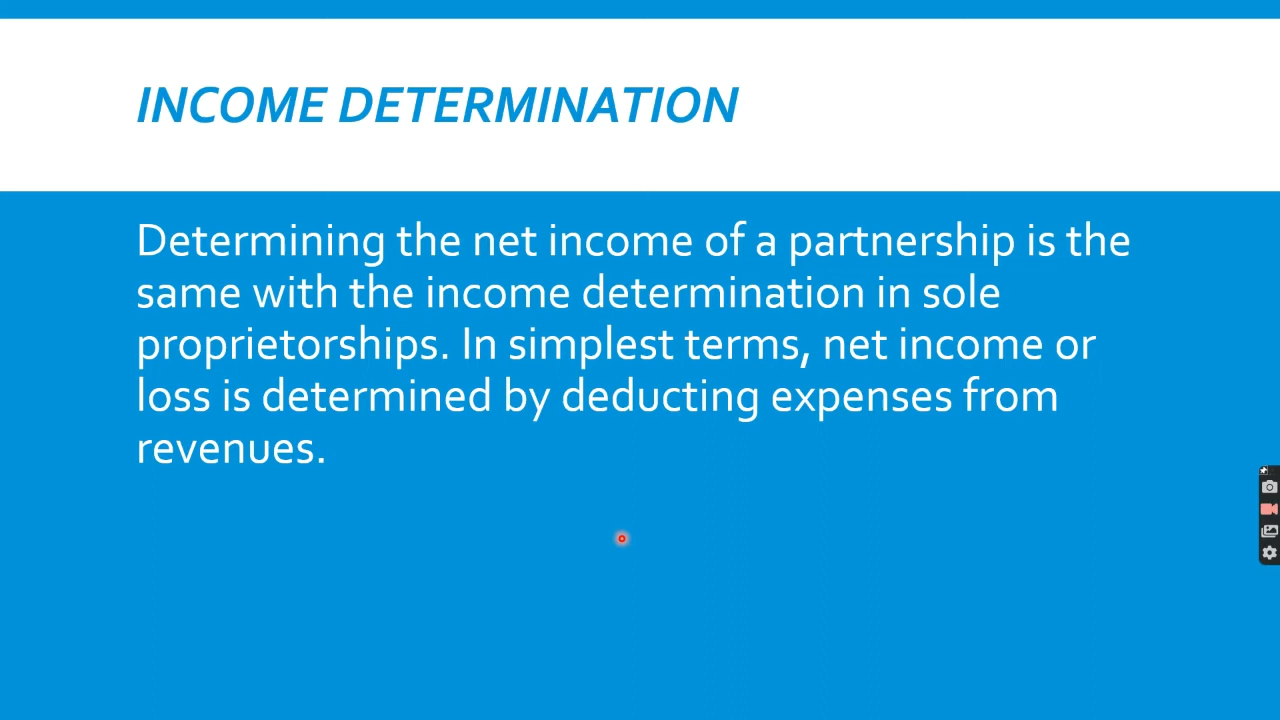 INCOME DETERMINATION
Determining the net income of a partnership is the
same with the income determination in sole
proprietorships. In simplest terms, net income or
loss is determined by deducting expenses from
revenues.